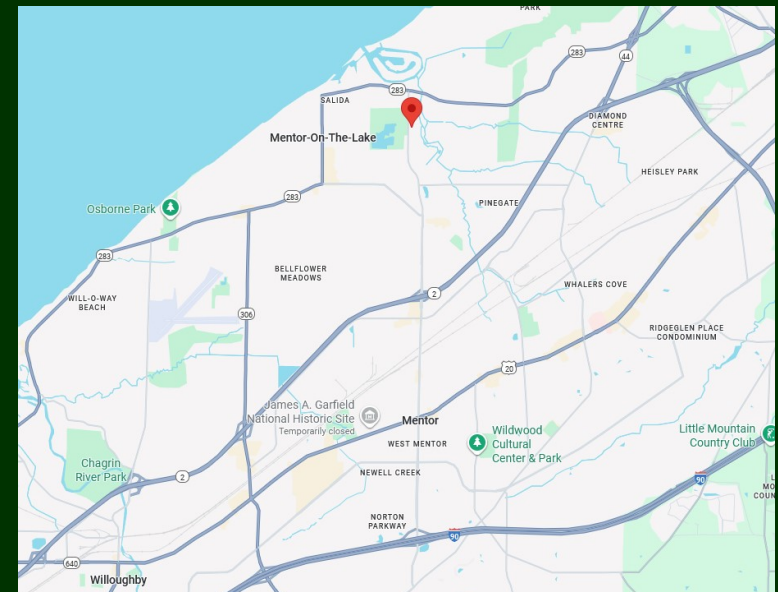 PARK
283
44
283
SALIDA
DIAMOND
CENTRE
Mentor-On-The-Lake
HEISLEY PARK
283
PINEGATE
Osborne Park
283
BELLFLOWER
MEADOWS
WHALERS COVE
2
WILL-O-WAY
BEACH
306
RIDGEGLEN PLACE
CONDOMINIUM
20
James A. Garfield
National Historic Site
Temporarily closed
Mentor
WEST MENTOR
Wildwood
Cultural
Center & Park
Little Mountain
Country Club
Chagrin
River Park
2
NEWELL CREEK
90
L
MO
COUN
NORTON
PARKWAY
90
640
Willoughby